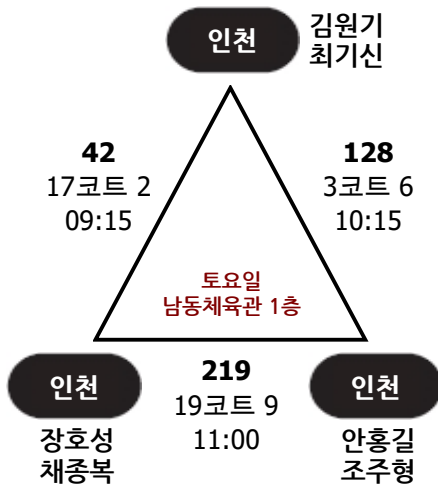 인천
김원기
최기신
42
17코트 2
09:15
128
3코트 6
10:15
토요일
남동체육관 1층
인천
장호성
채종복
219
19코트 9
11:00
인천
안홍길
조주형